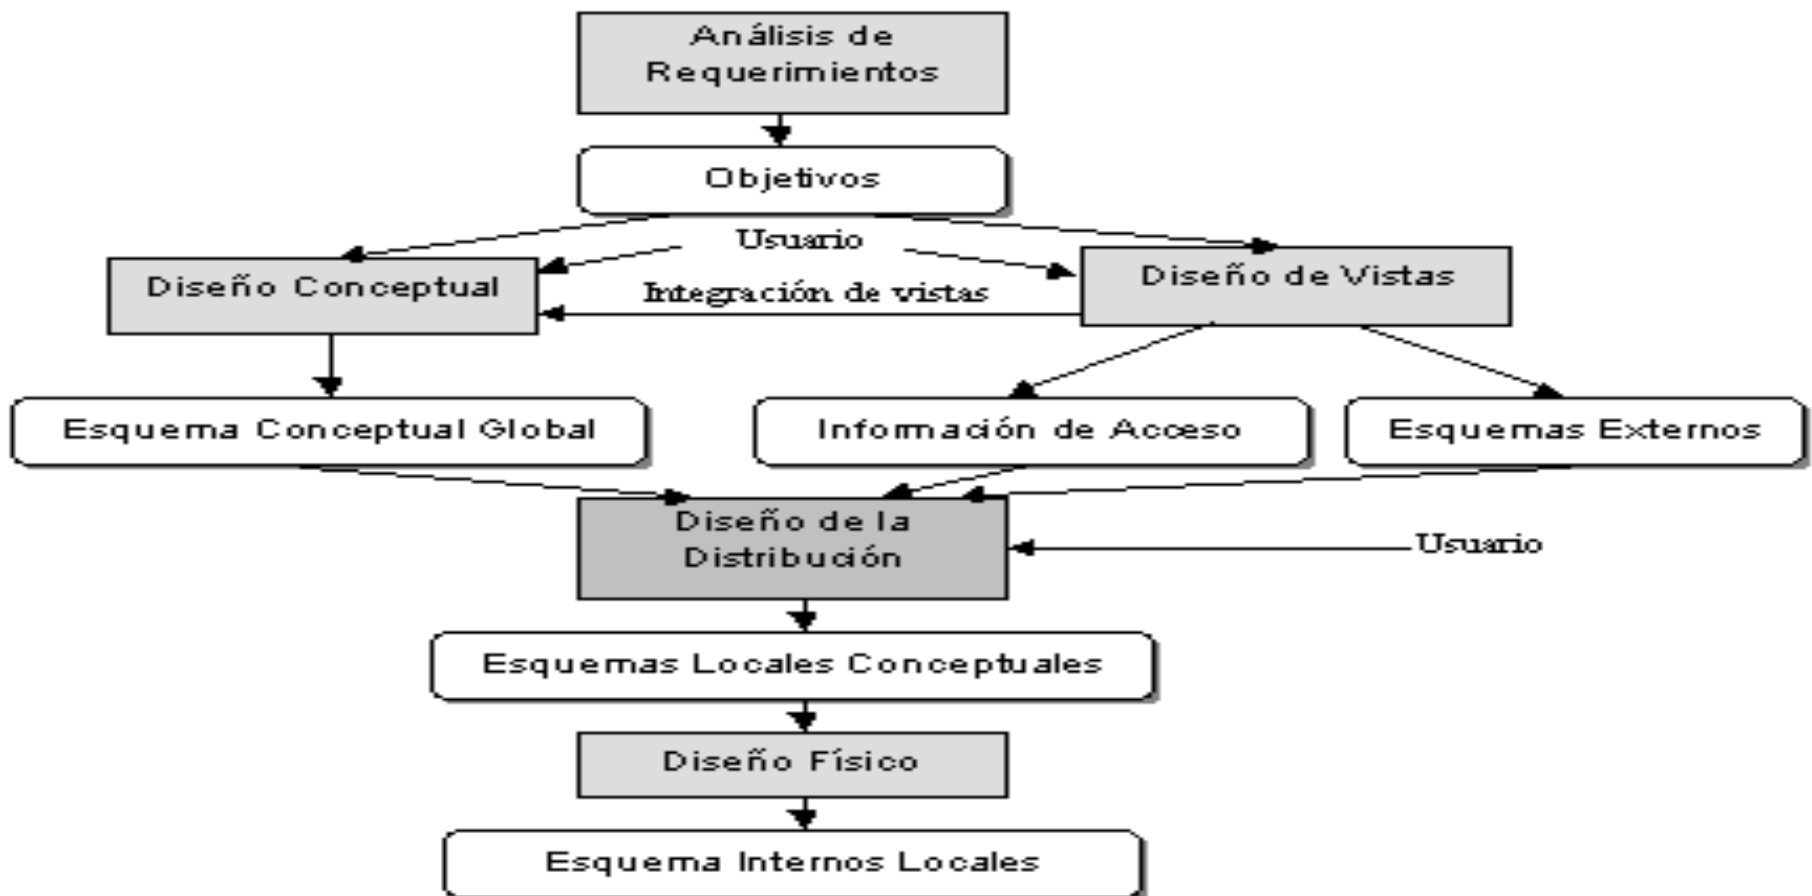 Análisis de
Requerimientos
Objetivos
Usuario
Diseño Conceptual
Integración de vistas
Diseño de Vistas
Esquema Conceptual Global
Información de Acceso
Esquemas Externos
Diseño de la
Distribución
Usuario
Esquemas Locales Conceptuales
Diseño Físico
Esquema Internos Locales